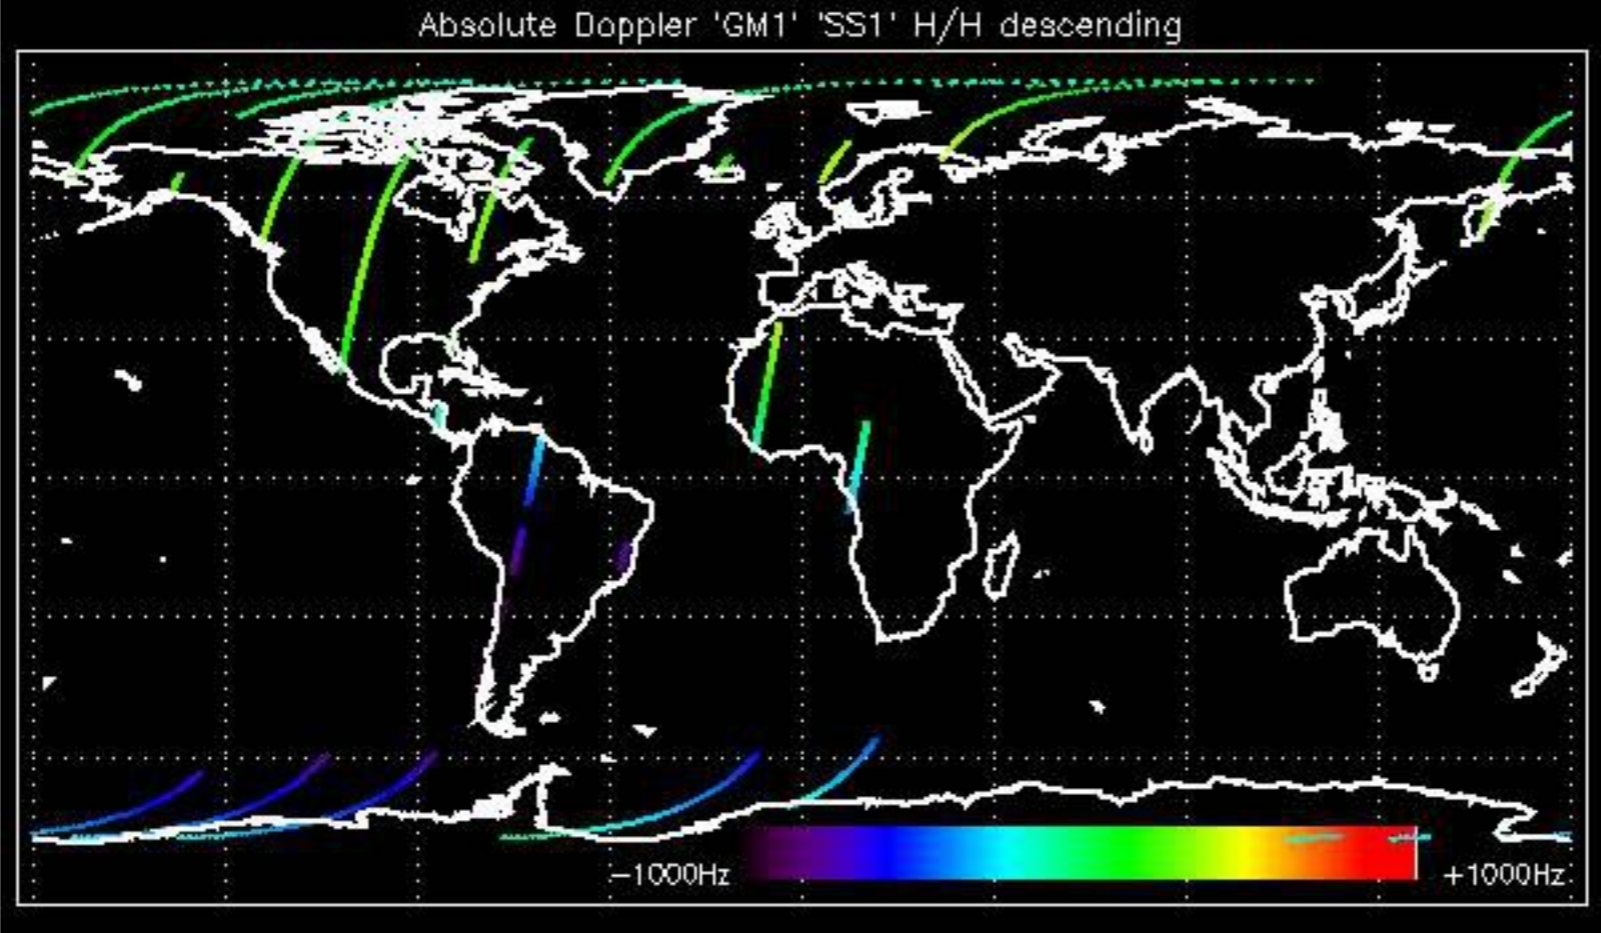 Absolute Doppler 'GM1' 'SS1' H/H descending
−1000Hz +1000Hz